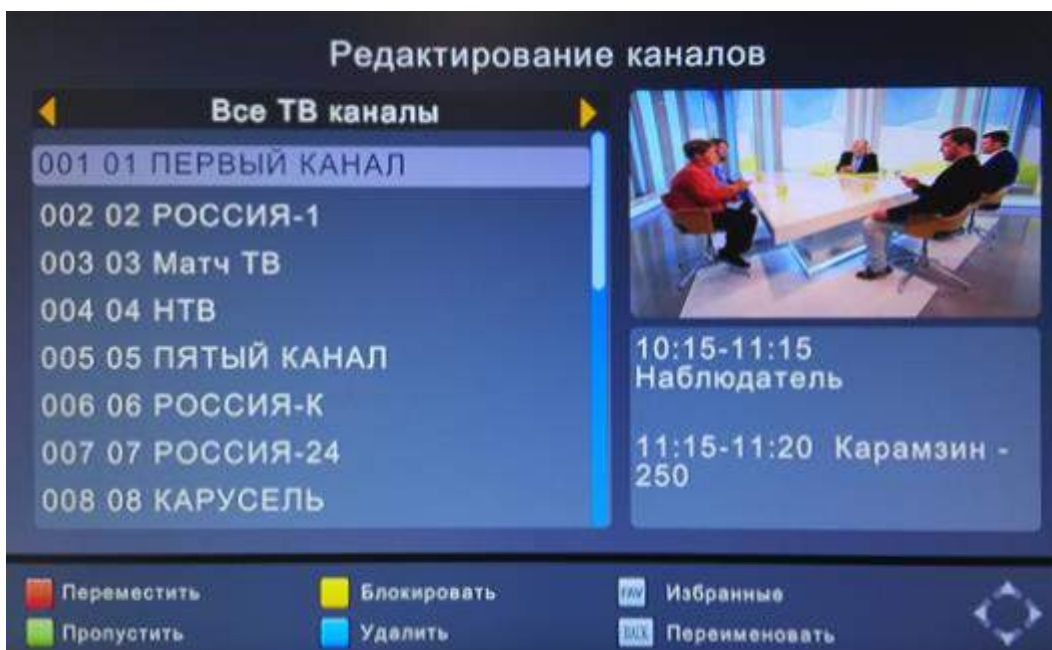 Редактирование каналов
Все ТВ каналы
001 01 ПЕРВЫЙ КАНАЛ
002 02 РОССИЯ-1
003 03 Матч ТВ
004 04 НТВ
005 05 ПЯТЫЙ КАНАЛ
006 06 РОССИЯ-К
007 07 РОССИЯ-24
008 08 КАРУСЕЛЬ
10:15-11:15
Наблюдатель
11:15-11:20 Карамзин -
250
Переместить
Блокировать
FAV Избранные
Пропустить
Удалить
Переименовать